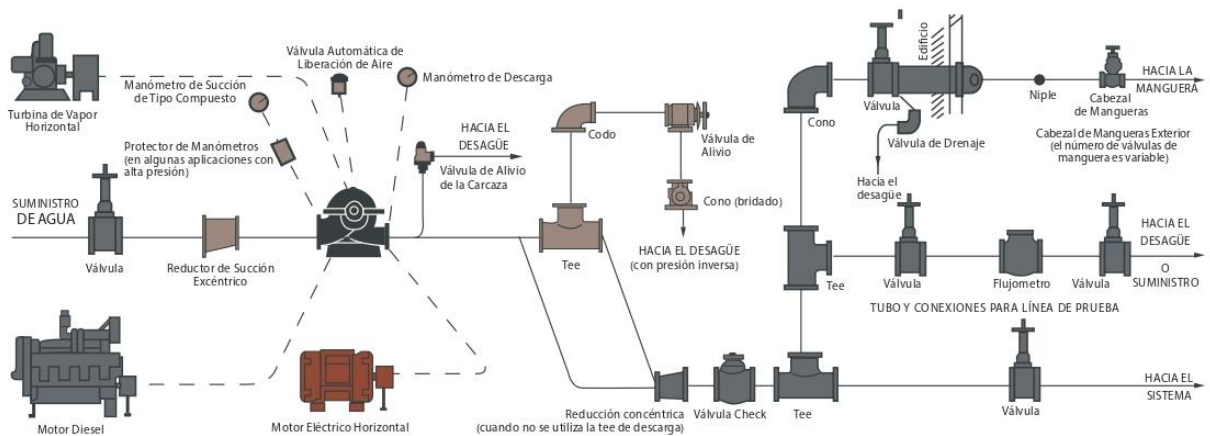 Turbina de Vapor
Horizontal
Manómetro de Succión
de Tipo Compuesto
Válvula Automática de
Liberación de Aire
Manómetro de Descarga
Protector de Manómetros
(en algunas aplicaciones con
alta presión)
HACIA EL
DESAGÜE
Válvula de Alivio
de la Carcaza
SUMINISTRO
DE AGUA
Válvula
Reductor de Succión
Excéntrico
Motor Diesel
Motor Eléctrico Horizontal
Codo
Válvula de
Alivio
Cono (bridado)
Tee
HACIA EL DESAGÜE
(con presión inversa)
Reducción concéntrica
(cuando no se utiliza la tee de descarga)
Válvula Check
Tee
Cono
Válvula
Edificio
Válvula de Drenaje
Hacia el
desagüe
Niple
Cabezal
de Mangueras
HACIA LA
MANGUERA
Cabezal de Mangueras Exterior
(el número de válvulas de
manguera es variable)
Tee
Válvula
Flujometro
Válvula
HACIA EL
DESAGÜE
O
SUMINISTRO
TUBO Y CONEXIONES PARA LÍNEA DE PRUEBA
Válvula
HACIA EL
SISTEMA